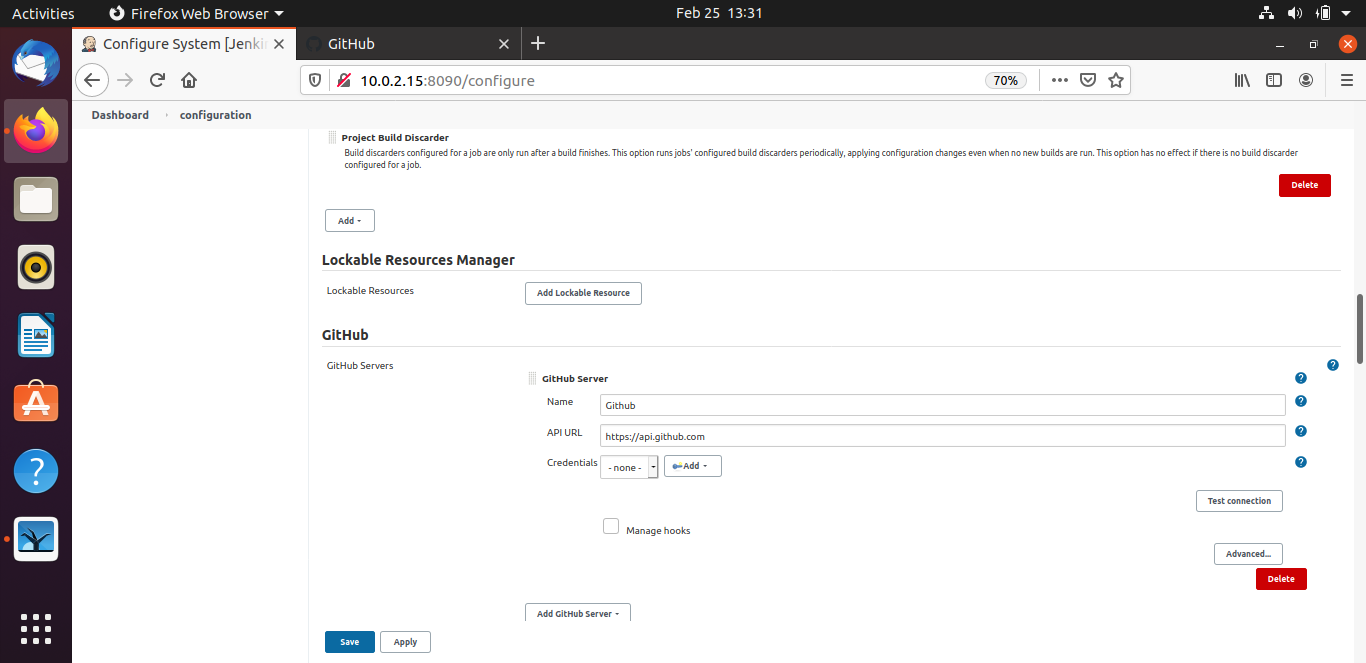 Activities Firefox Web Browser Feb 25 13:31
Configure System [Jenki GitHub
10.0.2.15:8090/configure 70%
Dashboard configuration
Project Build Discarder
Build discarders configured for a job are only run after a build finishes. This option runs jobs' configured build discarders periodically, applying configuration changes even when no new builds are run. This option has no effect if there is no build discarder
configured for a job.
Delete
Add
Lockable Resources Manager
Lockable Resources Add Lockable Resource
GitHub
GitHub Servers
GitHub Server
Name Github
API URL https://api.github.com
Credentials - none - Add
Test connection
Manage hooks
Advanced...
Delete
Add GitHub Server
Save Apply